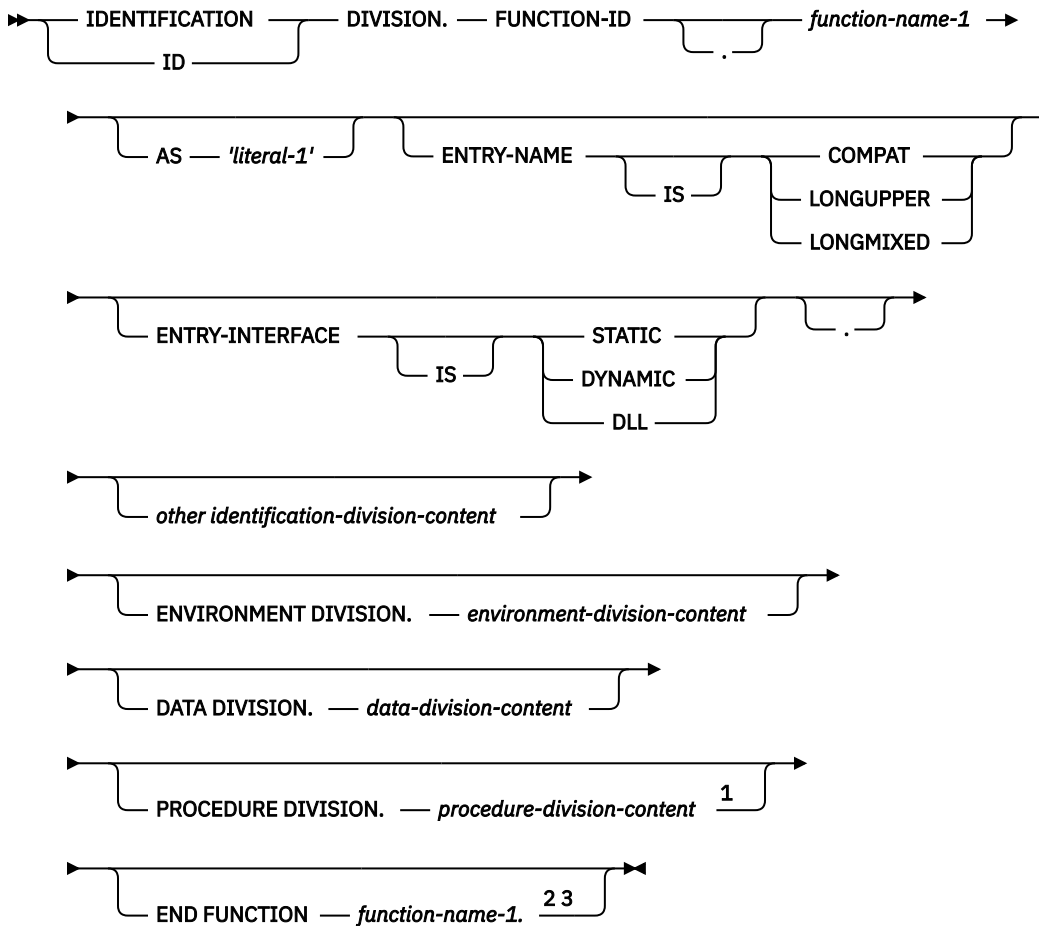 IDENTIFICATION DIVISION. FUNCTION-ID function-name-1
ID .
AS 'literal-1' ENTRY-NAME COMPAT
IS LONGUPPER
LONGMIXED
ENTRY-INTERFACE STATIC .
IS DYNAMIC
DLL
other identification-division-content
ENVIRONMENT DIVISION. environment-division-content
DATA DIVISION. data-division-content
PROCEDURE DIVISION. procedure-division-content 1
END FUNCTION function-name-1. 2 3